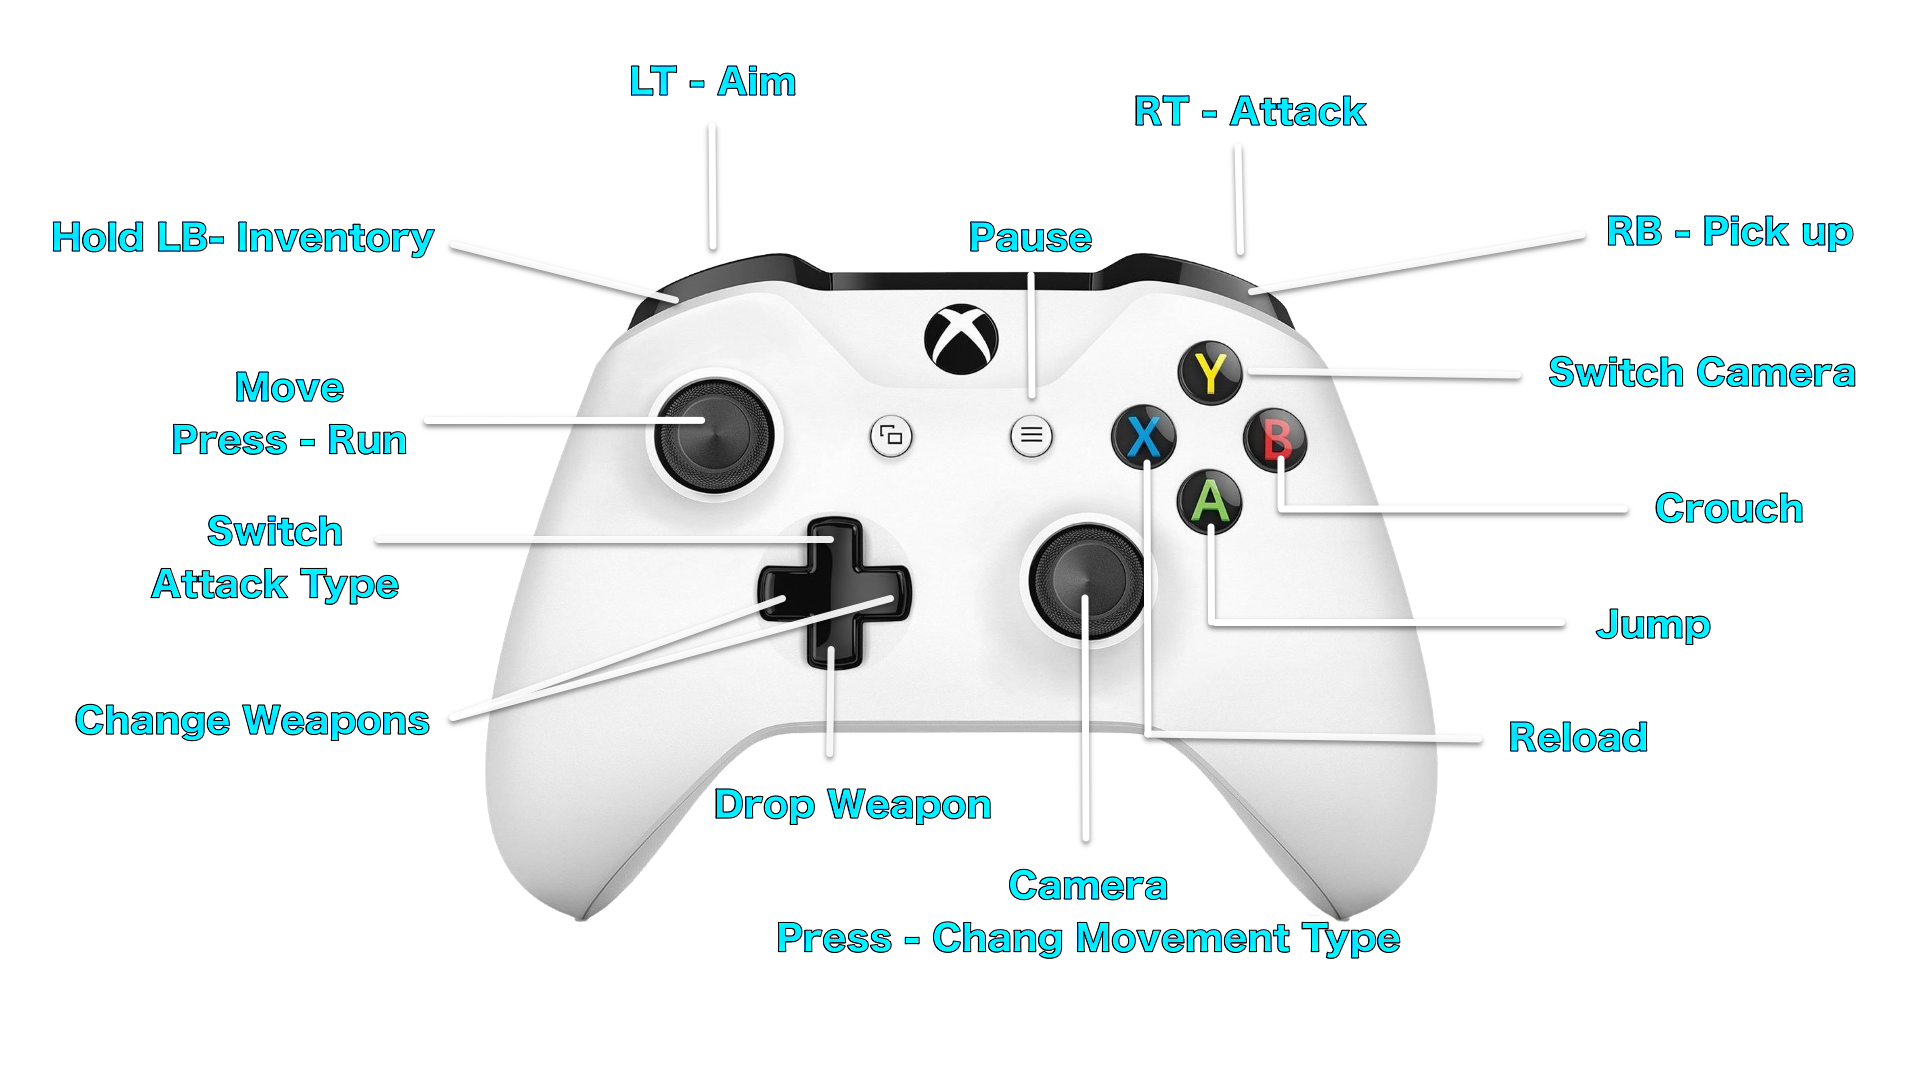 LT - Aim
RT - Attack
Hold LB- Inventory
Pause
RB - Pick up
Move
Press - Run
Y
Switch Camera
X
B
A
Switch
Attack Type
Crouch
Jump
Change Weapons
Reload
Drop Weapon
Camera
Press - Chang Movement Type